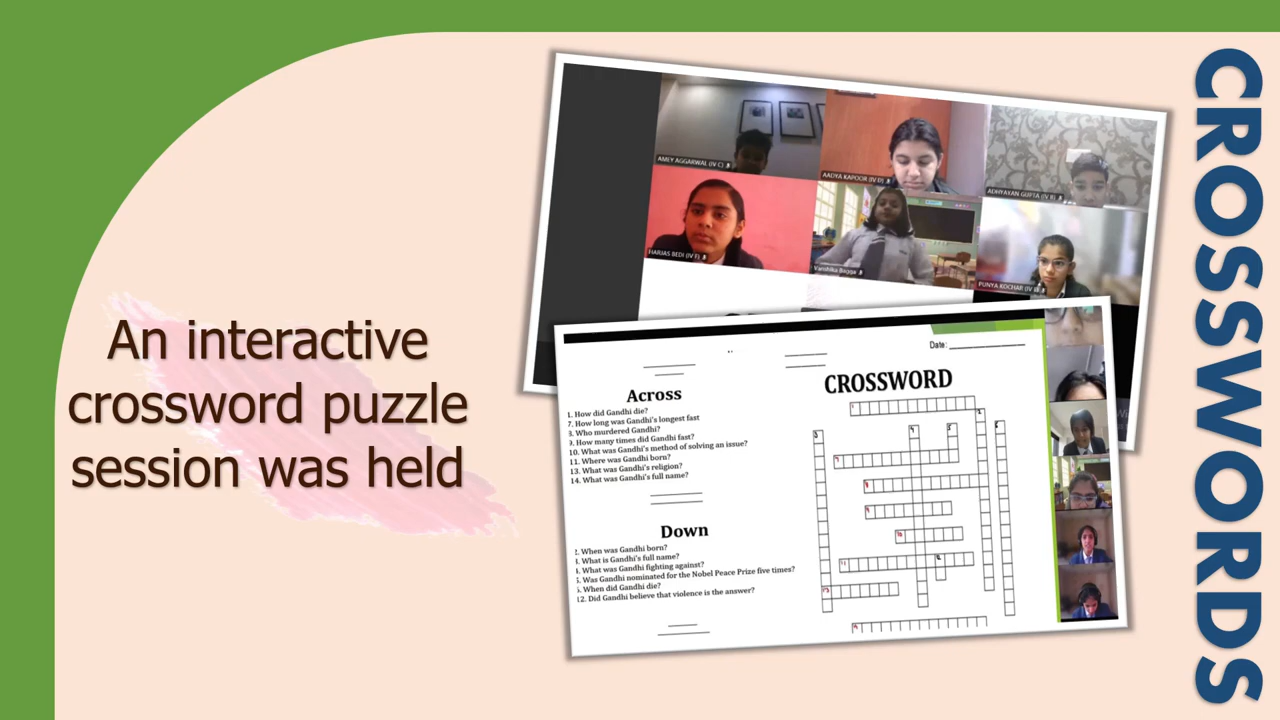 An interactive
crossword puzzle
session was held
CROSSWORDS
AMEY AGGARWAL (IV C)
AADYA KAPOOR (IV D)
ADHYAYAN GUPTA (IV B)
HARJAS BEDI (IV F)
Vanshika Bajaja
PUNYA KOCHAR (IV E)
Date:
CROSSWORD
Across
1. How did Gandhi die?
7. How long was Gandhi's longest fast
8. Who murdered Gandhi?
9. How many times did Gandhi fast?
10. What was Gandhi's method of solving an issue?
11. Where was Gandhi born?
13. What was Gandhi's religion?
14. What was Gandhi's full name?
Down
2. When was Gandhi born?
What is Gandhi's full name?
What was Gandhi fighting against?
Was Gandhi nominated for the Nobel Peace Prize five times?
When did Gandhi die?
12. Did Gandhi believe that violence is the answer?